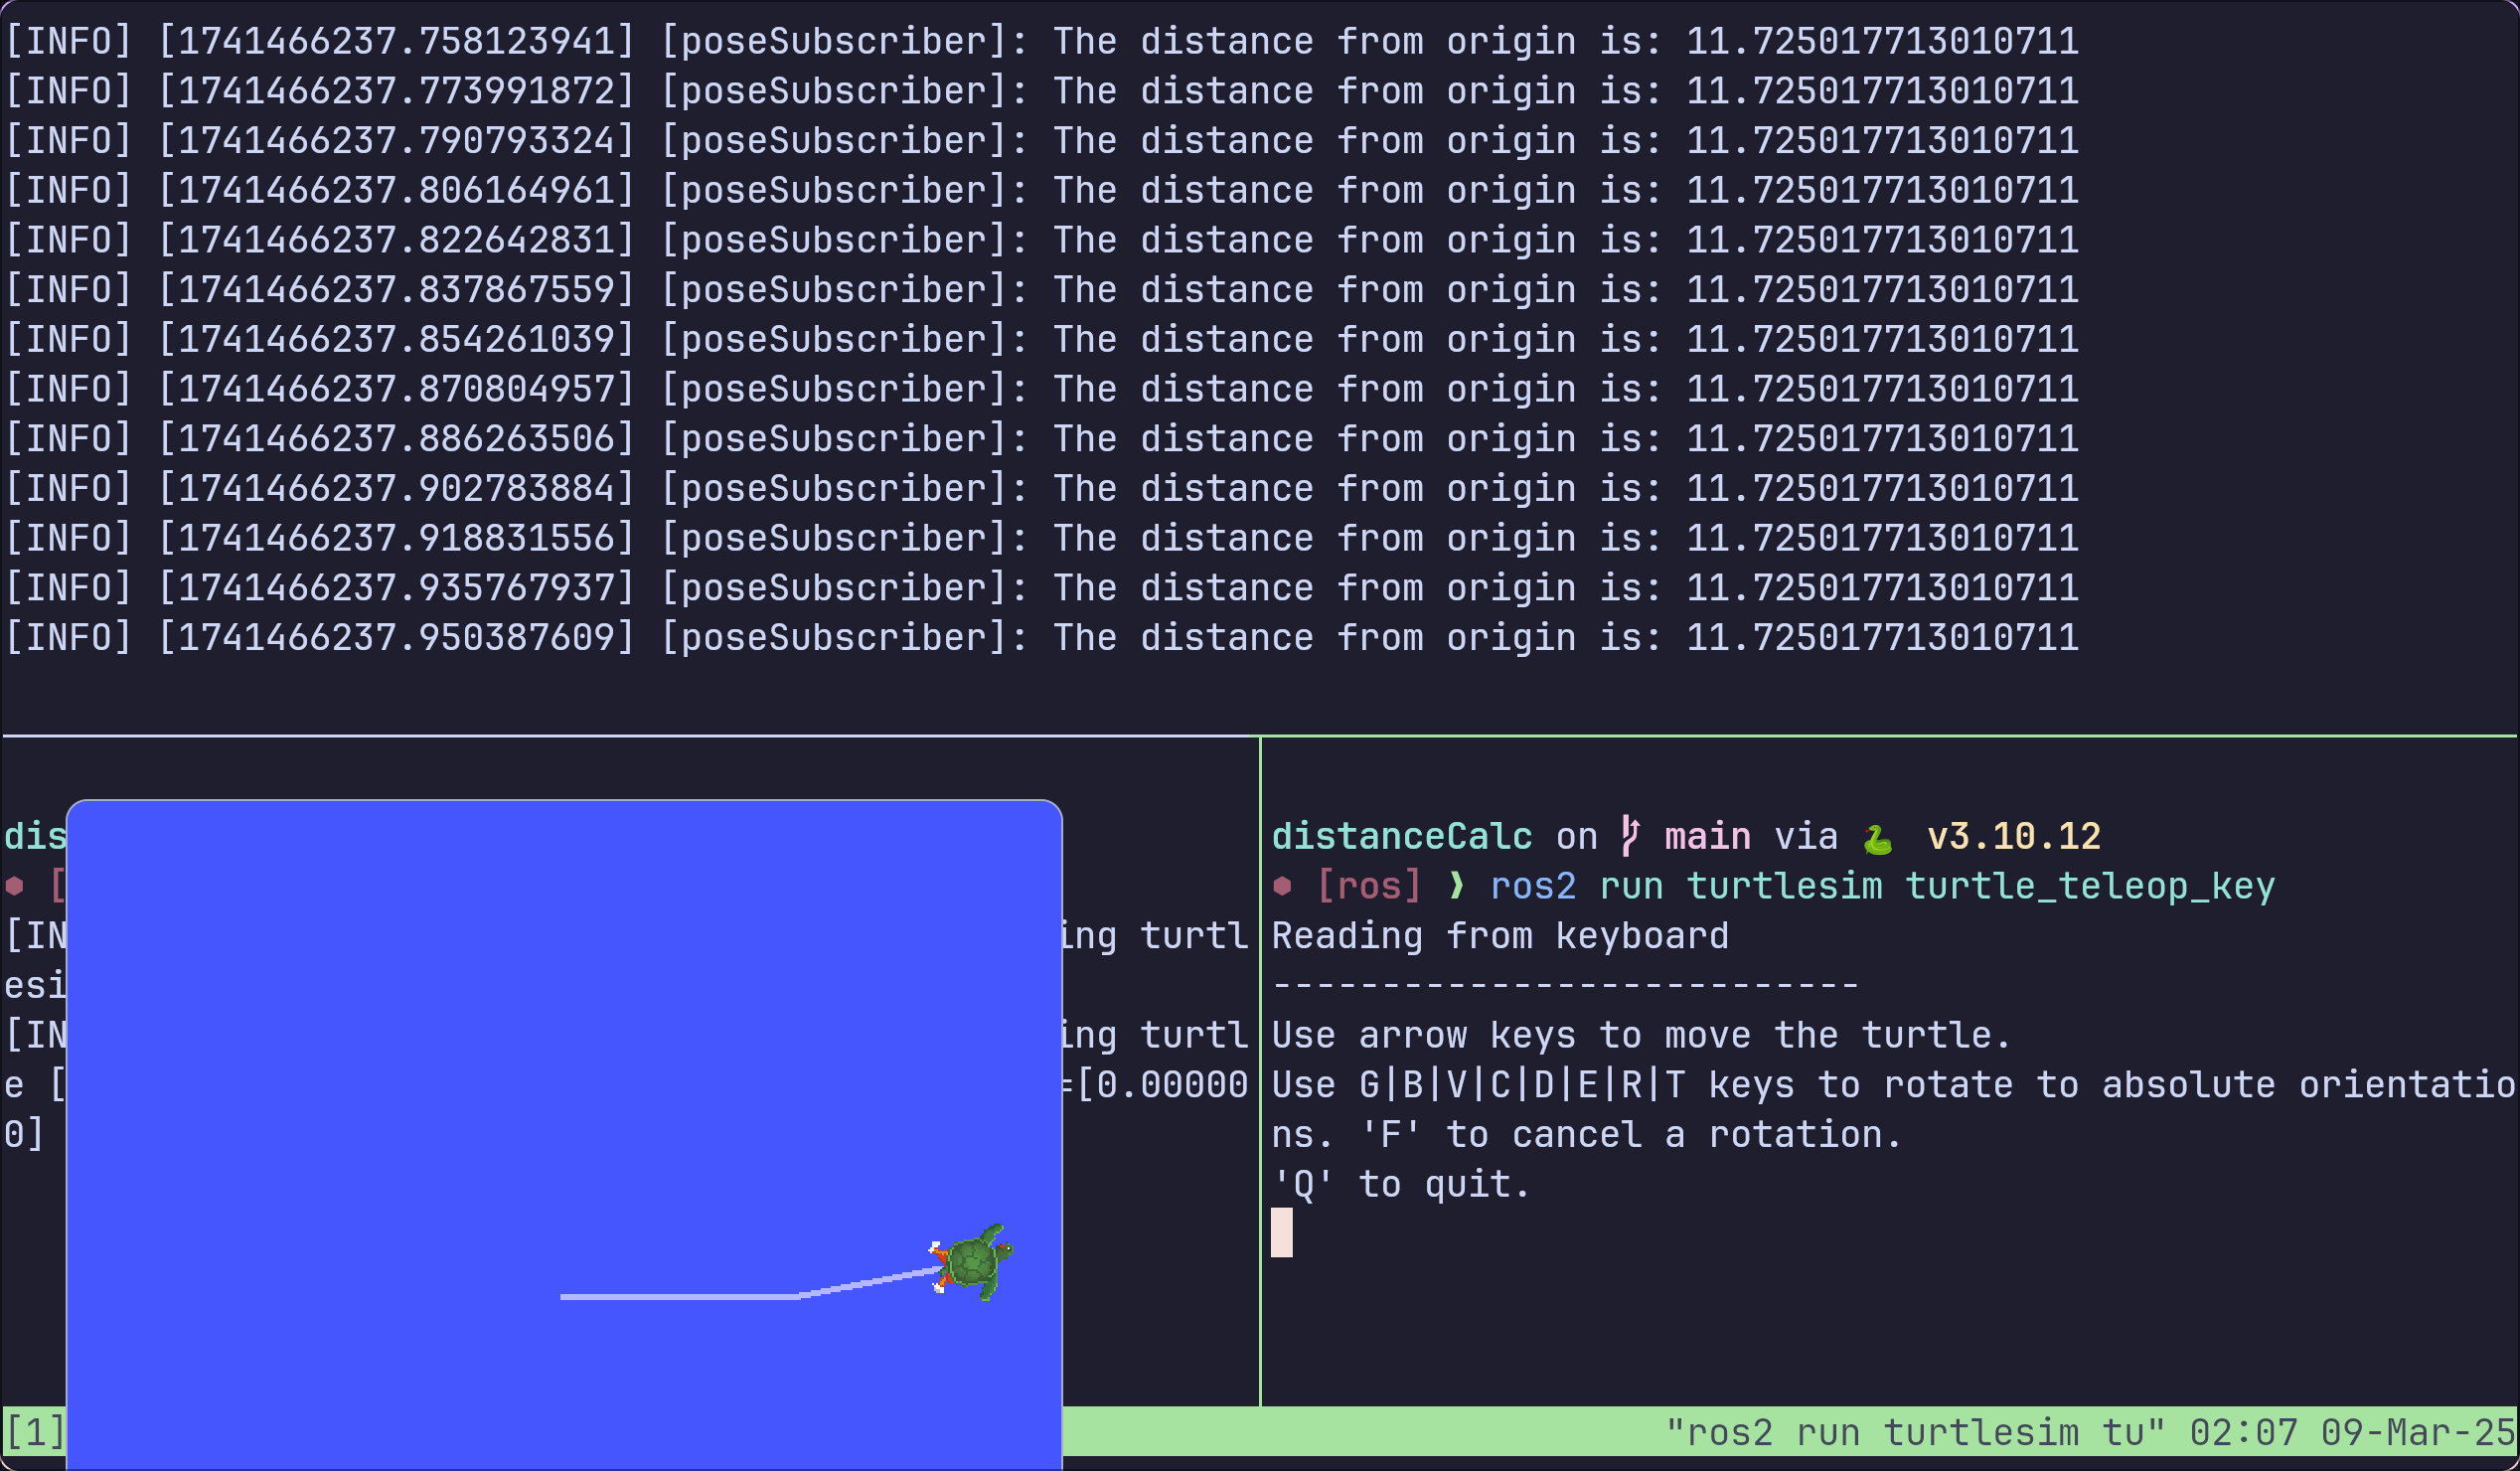 [INFO] [1741466237.758123941] [poseSubscriber]: The distance from origin is: 11.725017713010711
[INFO] [1741466237.773991872] [poseSubscriber]: The distance from origin is: 11.725017713010711
[INFO] [1741466237.790793324] [poseSubscriber]: The distance from origin is: 11.725017713010711
[INFO] [1741466237.806164961] [poseSubscriber]: The distance from origin is: 11.725017713010711
[INFO] [1741466237.822642831] [poseSubscriber]: The distance from origin is: 11.725017713010711
[INFO] [1741466237.837867559] [poseSubscriber]: The distance from origin is: 11.725017713010711
[INFO] [1741466237.854261039] [poseSubscriber]: The distance from origin is: 11.725017713010711
[INFO] [1741466237.870804957] [poseSubscriber]: The distance from origin is: 11.725017713010711
[INFO] [1741466237.886263506] [poseSubscriber]: The distance from origin is: 11.725017713010711
[INFO] [1741466237.902783884] [poseSubscriber]: The distance from origin is: 11.725017713010711
[INFO] [1741466237.918831556] [poseSubscriber]: The distance from origin is: 11.725017713010711
[INFO] [1741466237.935767937] [poseSubscriber]: The distance from origin is: 11.725017713010711
[INFO] [1741466237.950387609] [poseSubscriber]: The distance from origin is: 11.725017713010711
dis
[
[IN ing turtl
esi
[IN ing turtl
e [ =[0.00000
0]
distanceCalc on main via 🐍 v3.10.12
[ros] ❯ ros2 run turtlesim turtle_teleop_key
Reading from keyboard
---------------------------
Use arrow keys to move the turtle.
Use G|B|V|C|D|E|R|T keys to rotate to absolute orientatio
ns. 'F' to cancel a rotation.
'Q' to quit.
[1] "ros2 run turtlesim tu" 02:07 09-Mar-25